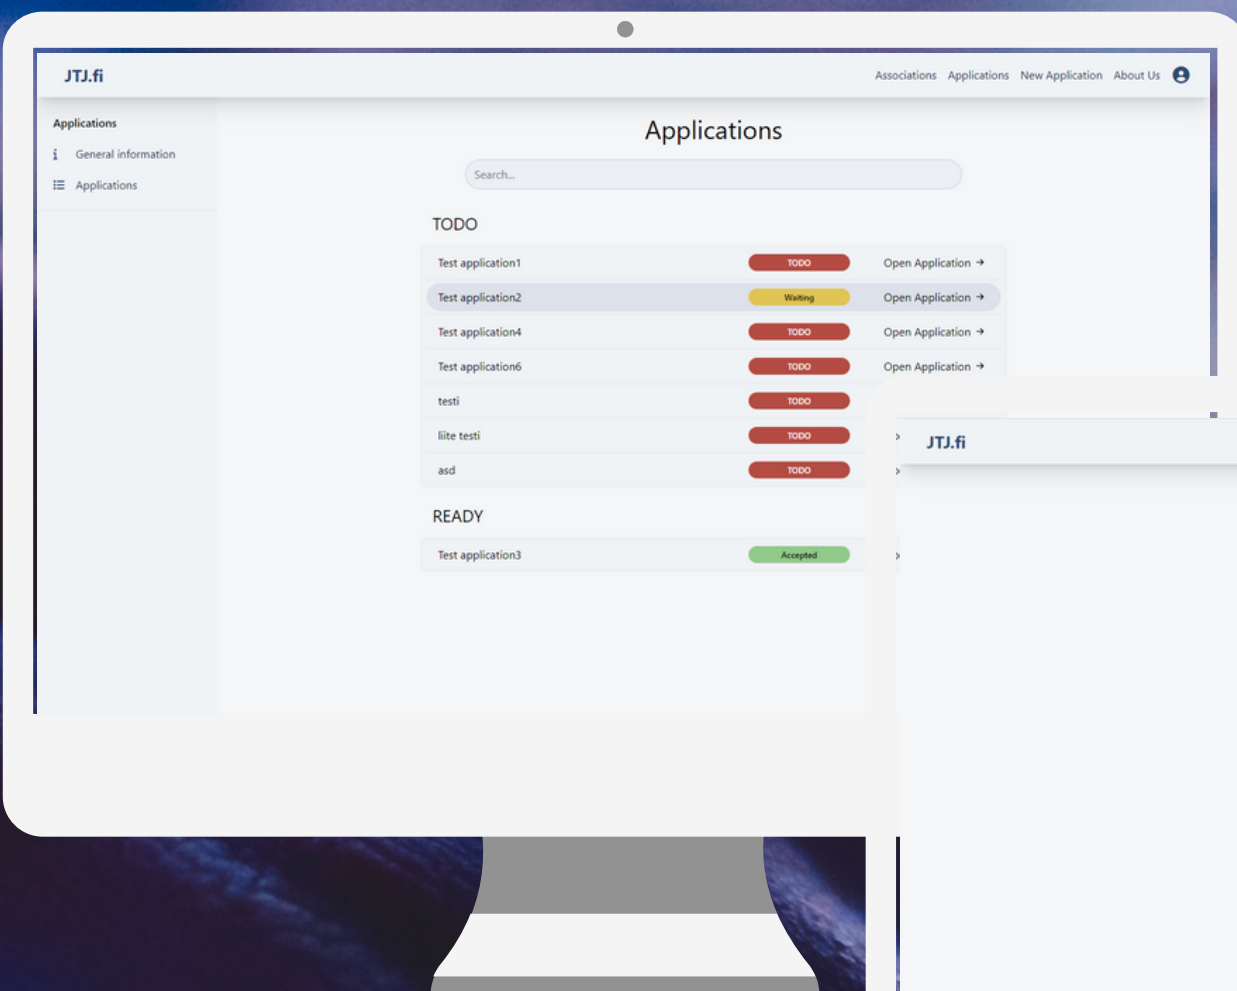 JTJ.fi
Associations Applications New Application About Us
Applications
General information
Applications
Applications
Search...
TODO
Test application1 TODO Open Application →
Test application2 Waiting Open Application →
Test application4 TODO Open Application →
Test application6 TODO Open Application →
testi TODO
liite testi TODO
asd TODO
READY
Test application3 Accepted
JTJ.fi